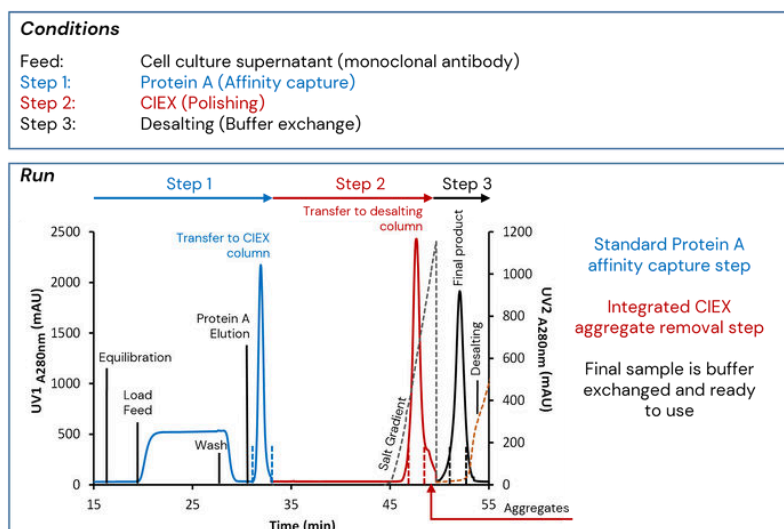 Conditions
Feed: Cell culture supernatant (monoclonal antibody)
Step 1: Protein A (Affinity capture)
Step 2: CIEX (Polishing)
Step 3: Desalting (Buffer exchange)
Run
Step 1
Step 2
Step 3
Transfer to CIEX
column
Transfer to desalting
column
Final product
Equilibration
Load
Feed
Wash
Protein A
Elution
Salt Gradient
Desalting
Aggregates
UV1 A280nm (mAU)
2500
2000
1500
1000
500
0
15
25
35
45
55
Time (min)
1200
1000
800
600
400
200
0
UV2 A280nm (mAU)
Standard Protein A
affinity capture step
Integrated CIEX
aggregate removal step
Final sample is buffer
exchanged and ready
to use